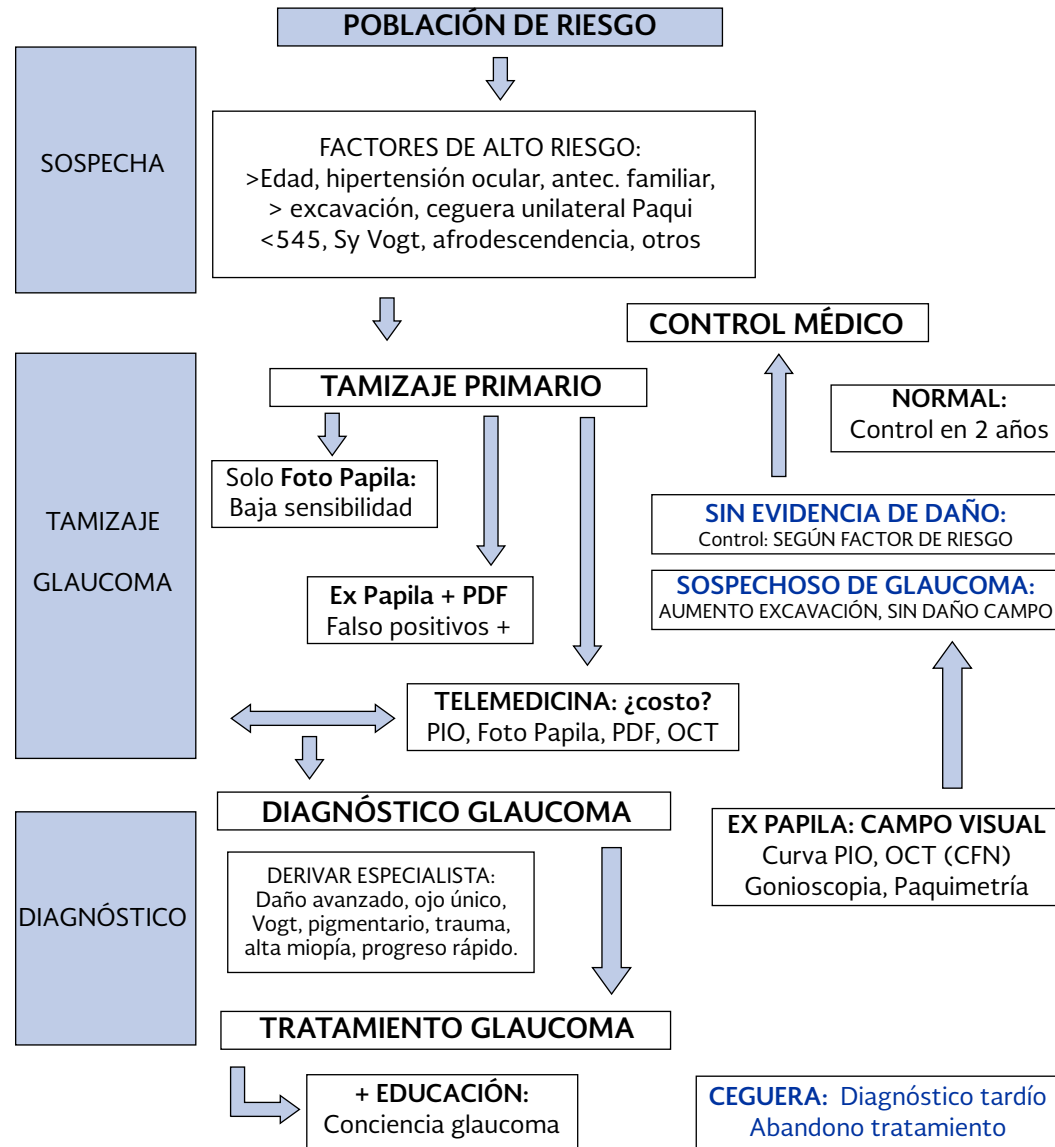 POBLACIÓN DE RIESGO
SOSPECHA
FACTORES DE ALTO RIESGO:
>Edad, hipertensión ocular, antec. familiar,
> excavación, ceguera unilateral Paqui
<545, Sy Vogt, afrodescendencia, otros
CONTROL MÉDICO
TAMIZAJE
GLAUCOMA
TAMIZAJE PRIMARIO
NORMAL:
Control en 2 años
Solo Foto Papila:
Baja sensibilidad
SIN EVIDENCIA DE DAÑO:
Control: SEGÚN FACTOR DE RIESGO
Ex Papila + PDF
Falso positivos +
SOSPECHOSO DE GLAUCOMA:
AUMENTO EXCAVACIÓN, SIN DAÑO CAMPO
TELEMEDICINA: ¿costo?
PIO, Foto Papila, PDF, OCT
DIAGNÓSTICO GLAUCOMA
EX PAPILA: CAMPO VISUAL
Curva PIO, OCT (CFN)
Gonioscopia, Paquimetría
DIAGNÓSTICO
DERIVAR ESPECIALISTA:
Daño avanzado, ojo único,
Vogt, pigmentario, trauma,
alta miopía, progreso rápido.
TRATAMIENTO GLAUCOMA
+ EDUCACIÓN:
Conciencia glaucoma
CEGUERA: Diagnóstico tardío
Abandono tratamiento